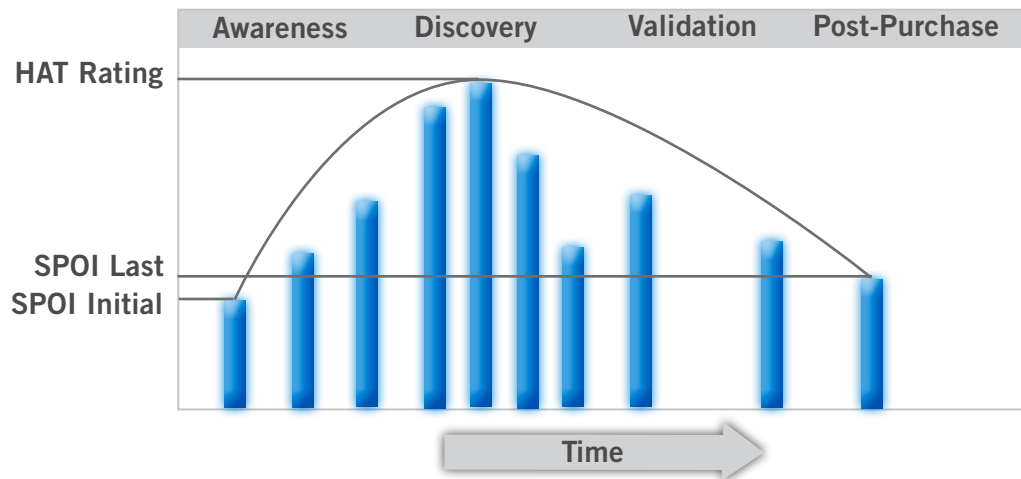 Awareness Discovery Validation Post-Purchase
HAT Rating
SPOI Last
SPOI Initial
Time